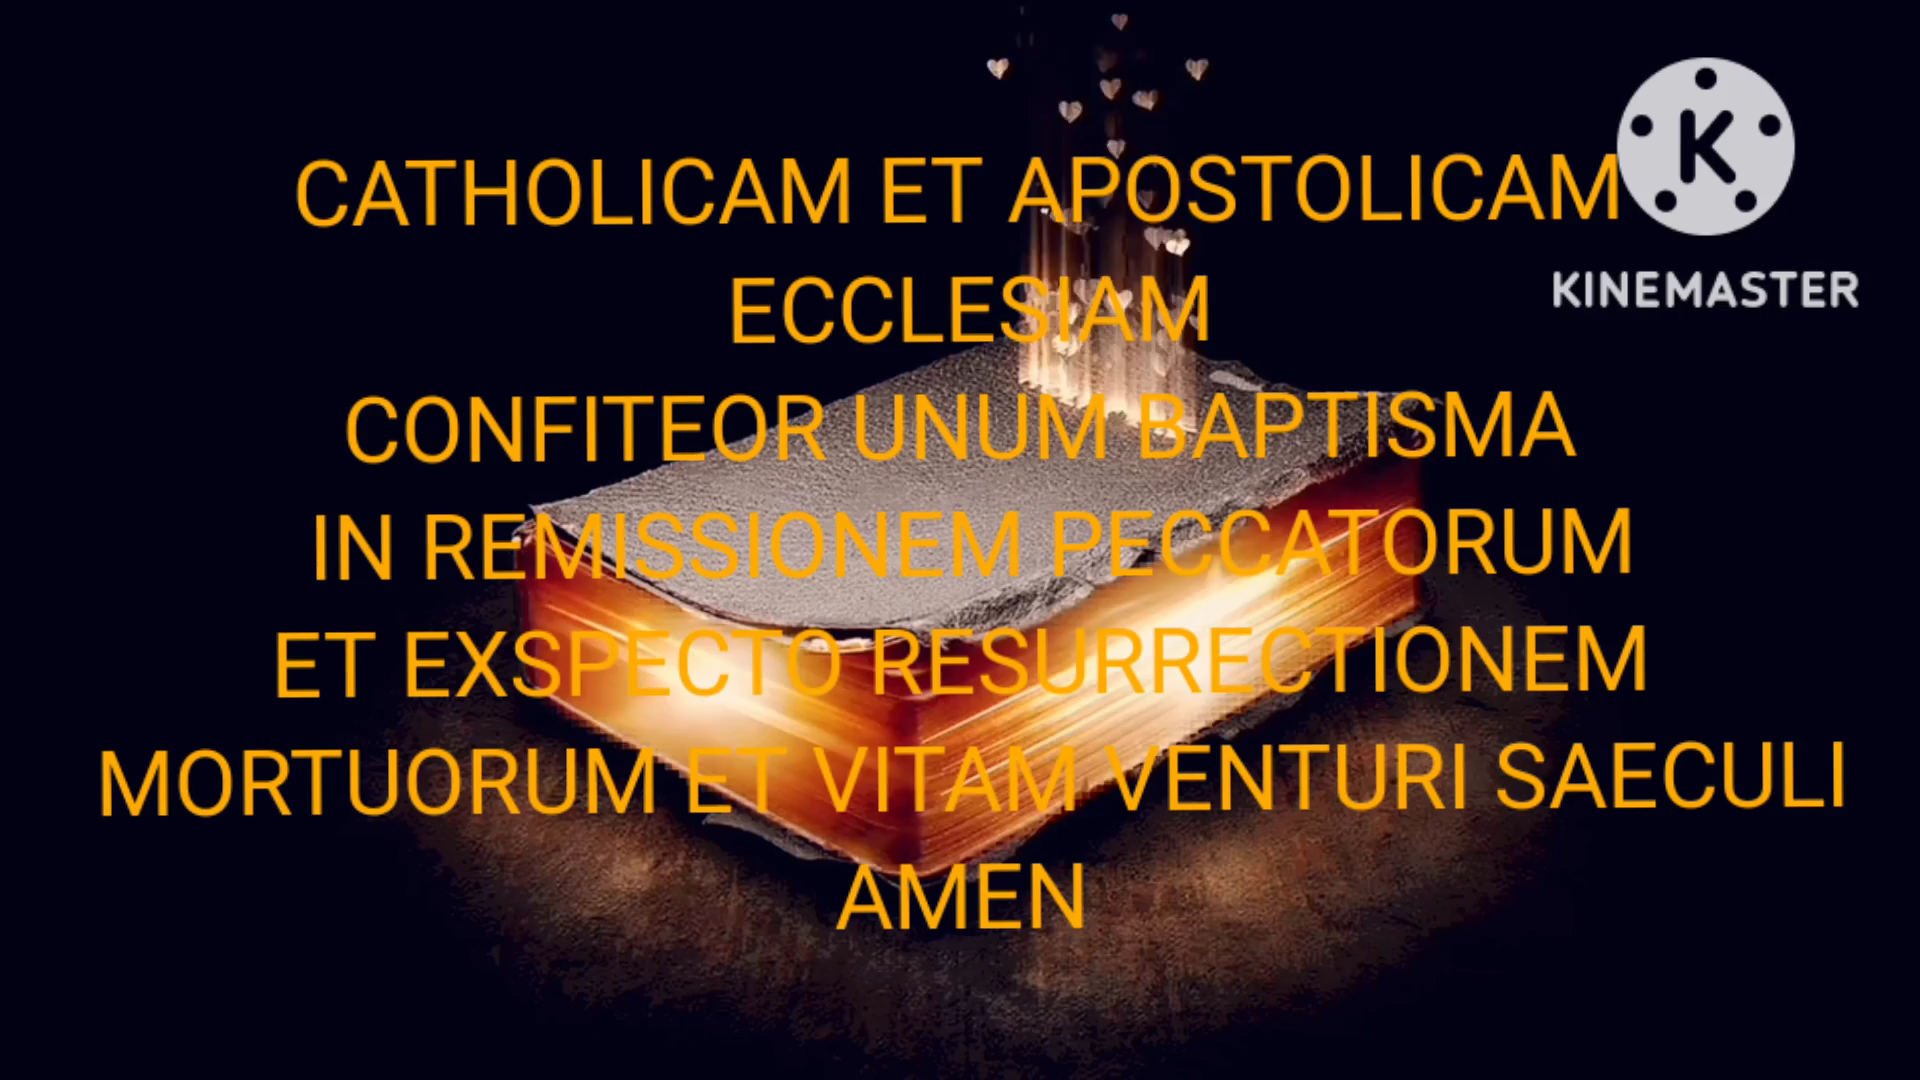 CATHOLICAM ET APOSTOLICAM
ECCLESIAM
CONFITEOR UNUM BAPTISMA
IN REMISSIONEM PECCATORUM
ET EXSPECTO RESURRECTIONEM
MORTUORUM ET VITAM VENTURI SAECULI
AMEN
K
KINEMASTER